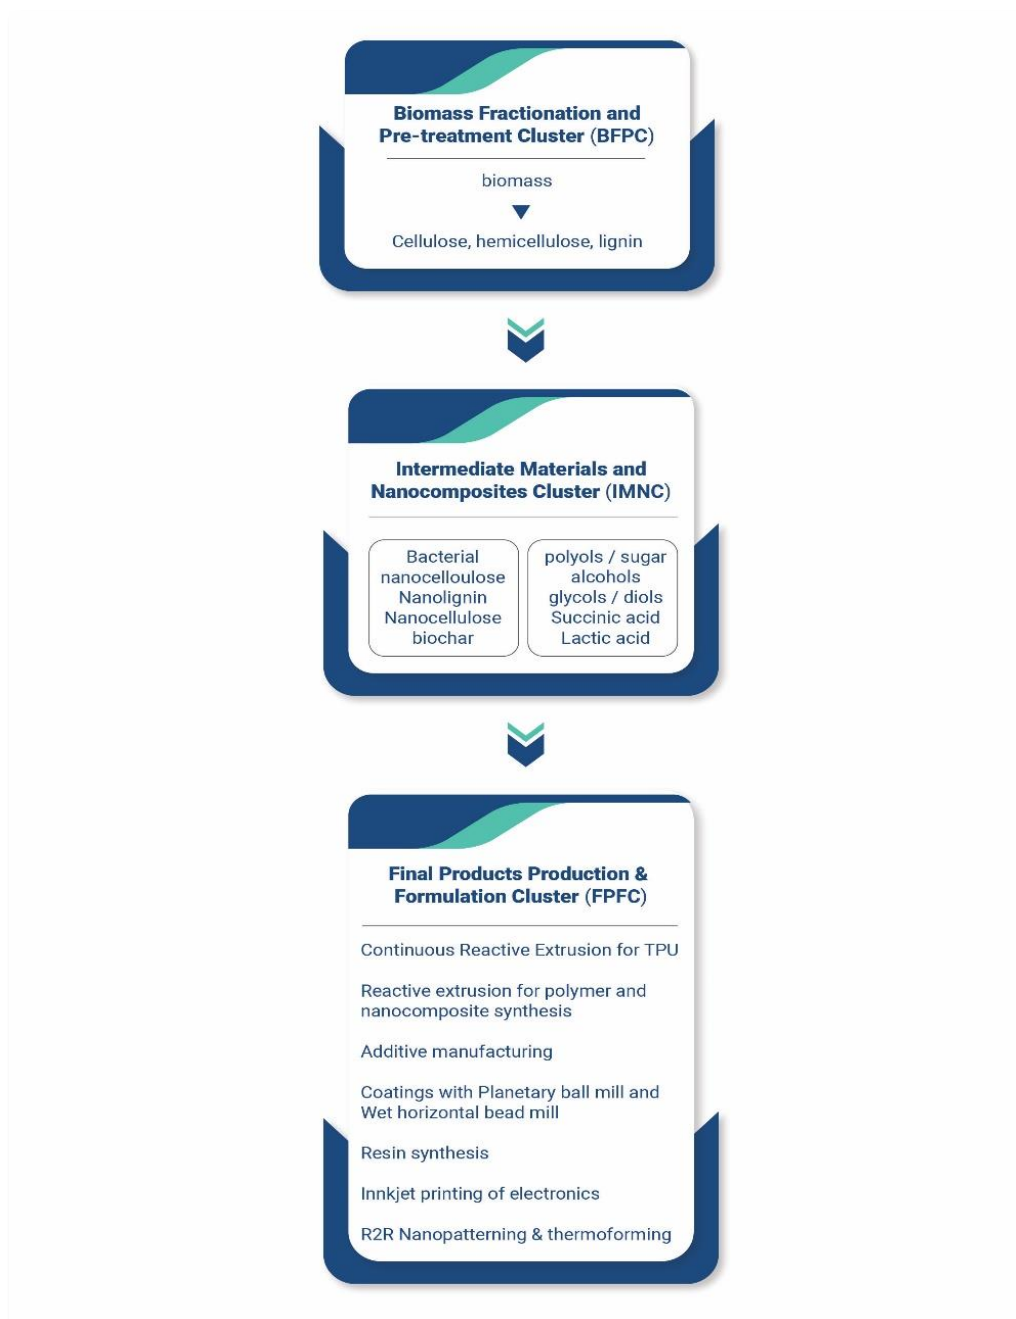 Biomass Fractionation and
Pre-treatment Cluster (BFPC)
biomass
Cellulose, hemicellulose, lignin
Intermediate Materials and
Nanocomposites Cluster (IMNC)
Bacterial
nanocelloulose
Nanolignin
Nanocellulose
biochar
polyols / sugar
alcohols
glycols / diols
Succinic acid
Lactic acid
Final Products Production &
Formulation Cluster (FPFC)
Continuous Reactive Extrusion for TPU
Reactive extrusion for polymer and
nanocomposite synthesis
Additive manufacturing
Coatings with Planetary ball mill and
Wet horizontal bead mill
Resin synthesis
Innkjet printing of electronics
R2R Nanopatterning & thermoforming